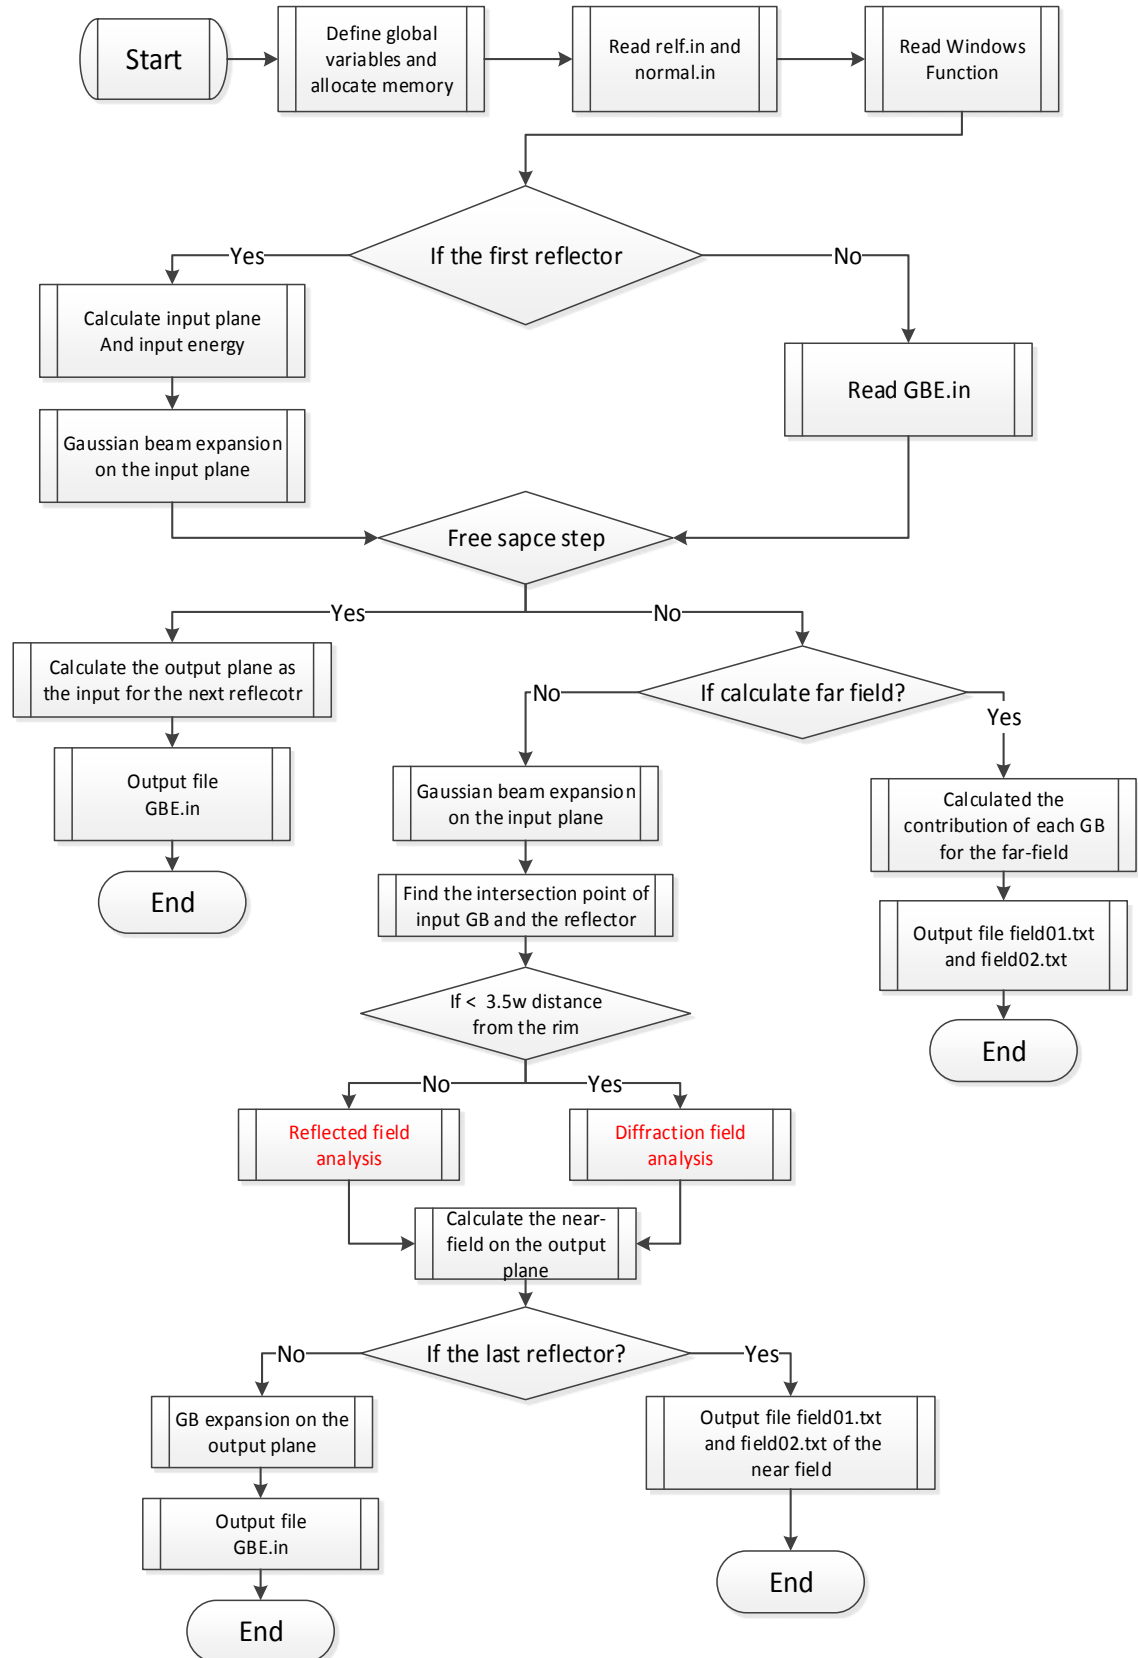 Start
Define global
variables and
allocate memory
Read relf.in and
normal.in
Read Windows
Function
If the first reflector
Yes
No
Calculate input plane
And input energy
Read GBE.in
Gaussian beam expansion
on the input plane
Free sapce step
Yes
No
Calculate the output plane as
the input for the next reflecotr
If calculate far field?
No
Yes
Output file
GBE.in
Gaussian beam expansion
on the input plane
Calculated the
contribution of each GB
for the far-field
End
Find the intersection point of
input GB and the reflector
Output file field01.txt
and field02.txt
If < 3.5w distance
from the rim
End
No
Yes
Reflected field
analysis
Diffraction field
analysis
Calculate the near-
field on the output
plane
If the last reflector?
No
Yes
GB expansion on the
output plane
Output file field01.txt
and field02.txt of the
near field
Output file
GBE.in
End
End